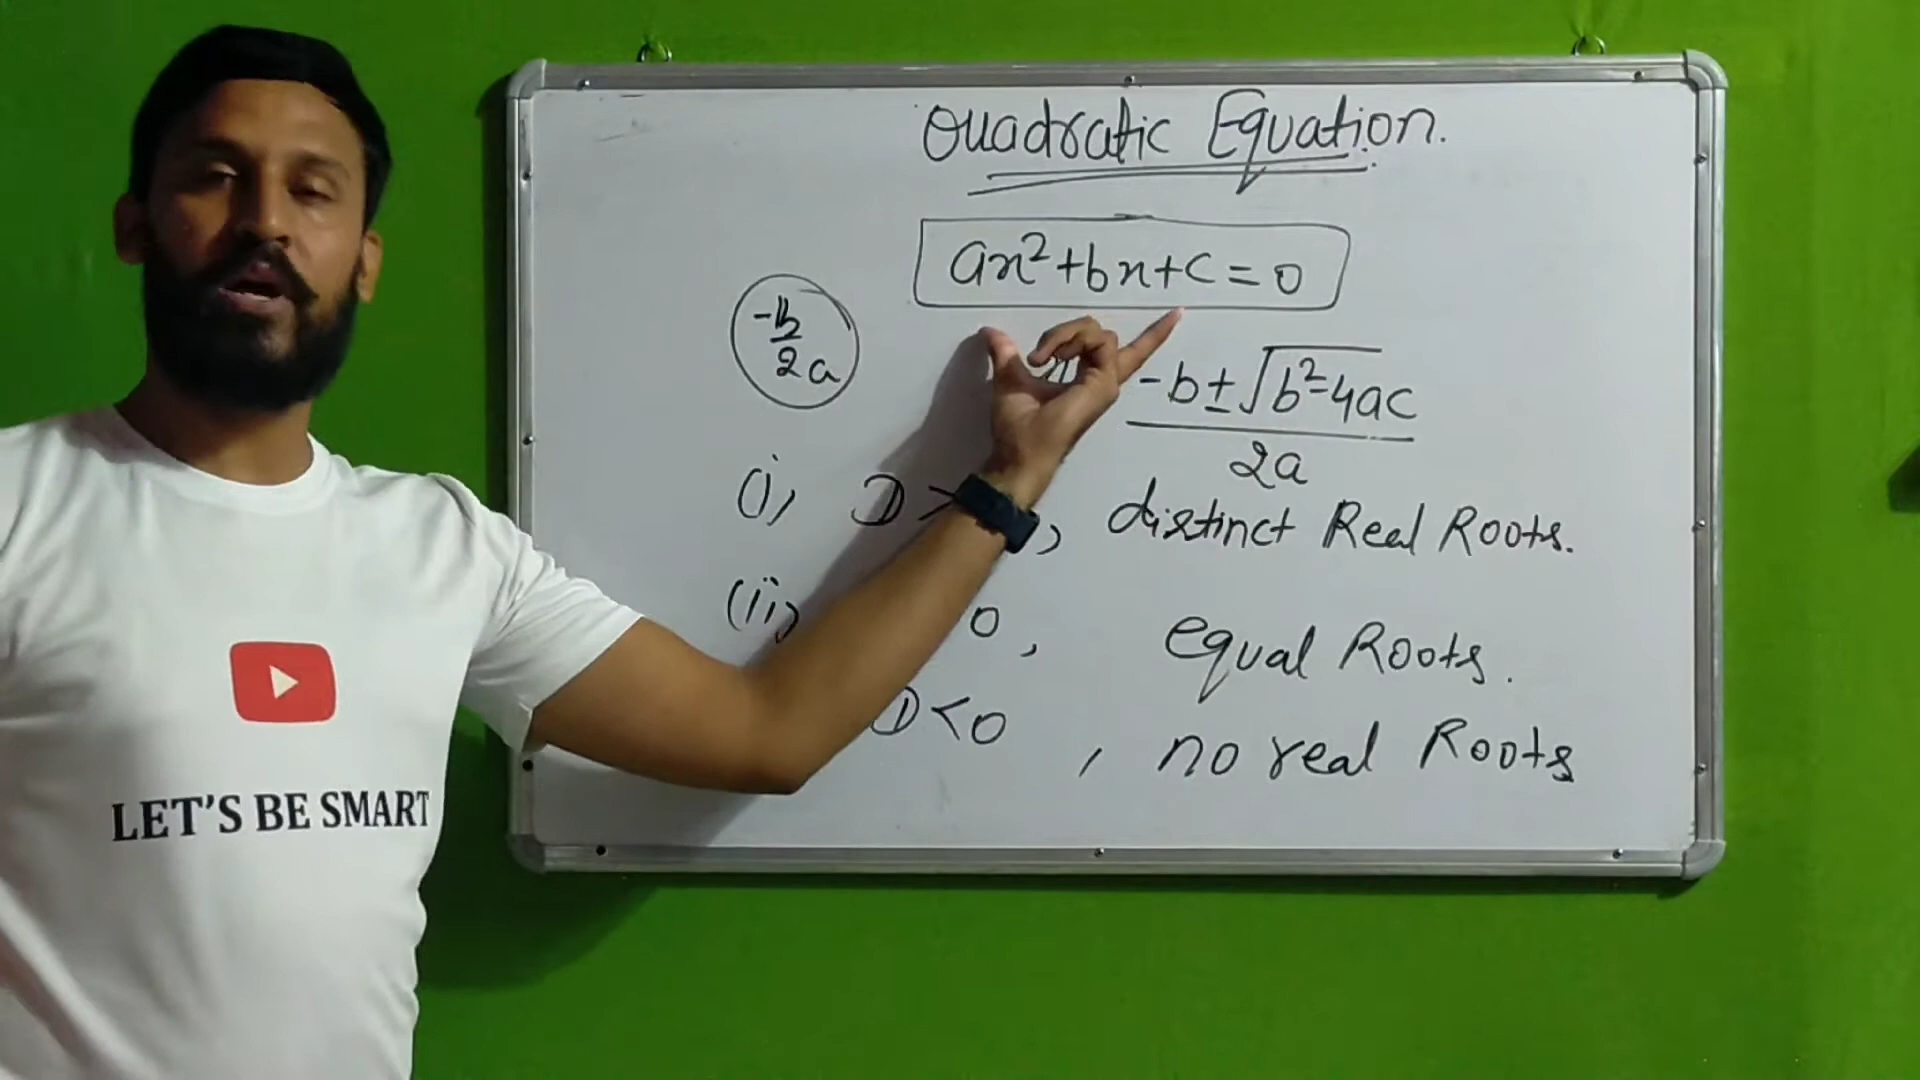 Quadratic Equation.
ax²+bx+c=0
-b
2a
-b±√b²-4ac
2a
(i), D> , distinct Real Roots.
(ii) 0, equal Roots.
D<0 , no real Roots
LET'S BE SMART